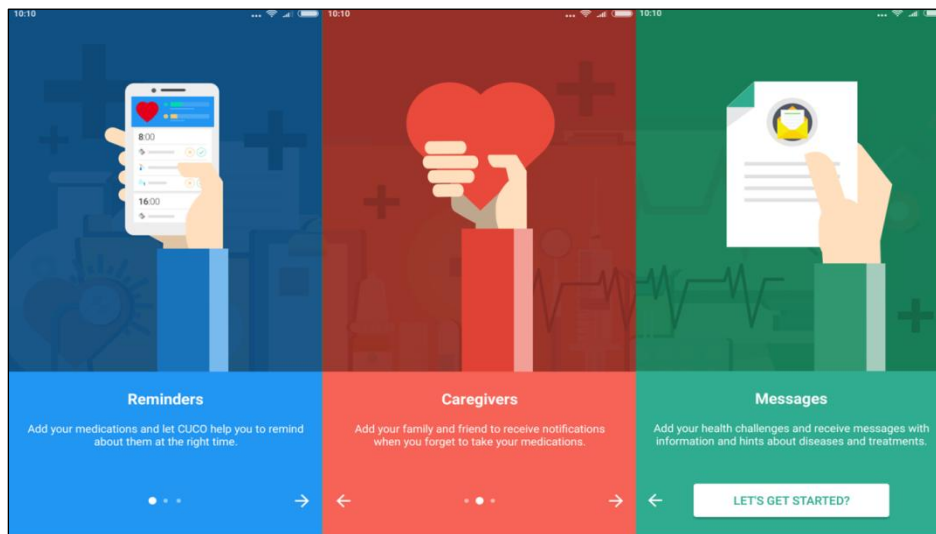 10:10
8:00
16:00
Reminders
Add your medications and let CUCO help you to remind
about them at the right time.
10:10
Caregivers
Add your family and friend to receive notifications
when you forget to take your medications.
10:10
Messages
Add your health challenges and receive messages with
information and hints about diseases and treatments.
LET'S GET STARTED?